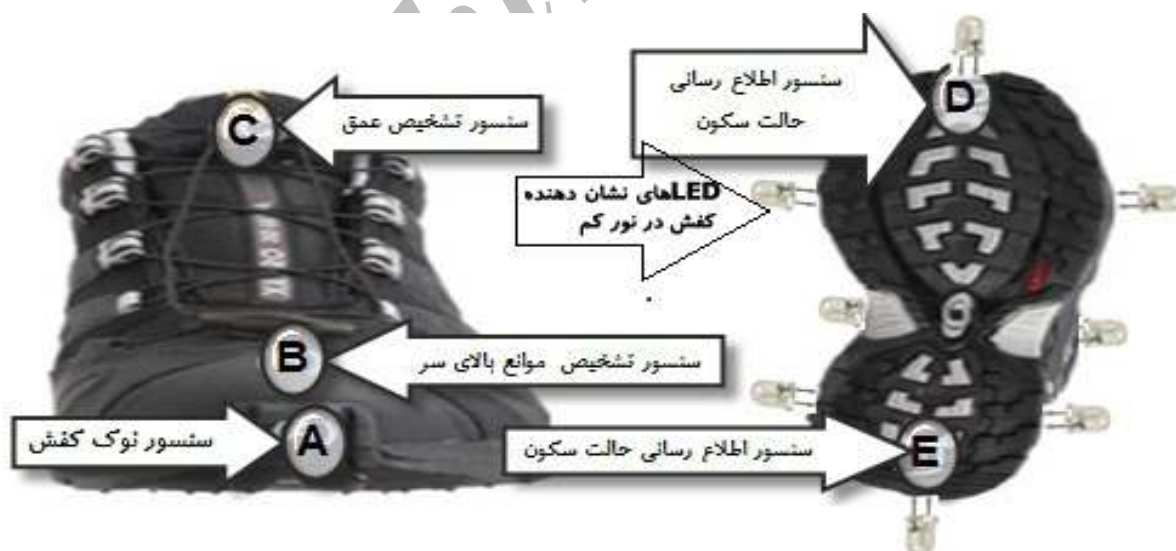 سنسور اطلاع رسانی
حالت سکون
D
C
سنسور تشخیص عمق
LEDهای نشان دهنده
کفش در نور کم
B
سنسور تشخیص موانع بالای سر
A
سنسور نوک کفش
سنسور اطلاع رسانی حالت سکون
E